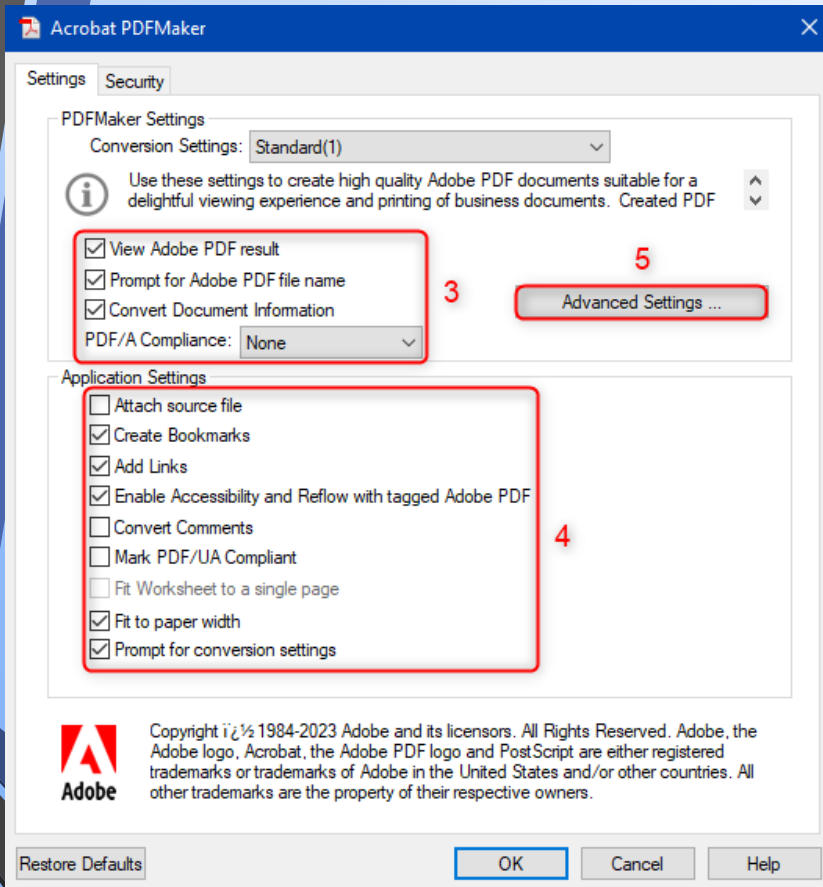 Acrobat PDFMaker
Settings
Security
PDFMaker Settings
Conversion Settings: Standard(1)
Use these settings to create high quality Adobe PDF documents suitable for a
delightful viewing experience and printing of business documents. Created PDF
View Adobe PDF result
5
Prompt for Adobe PDF file name
3
Convert Document Information
Advanced Settings ...
PDF/A Compliance: None
Application Settings
Attach source file
Create Bookmarks
Add Links
Enable Accessibility and Reflow with tagged Adobe PDF
Convert Comments
4
Mark PDF/UA Compliant
Fit Worksheet to a single page
Fit to paper width
Prompt for conversion settings
Copyright ï¿½ 1984-2023 Adobe and its licensors. All Rights Reserved. Adobe, the
Adobe logo, Acrobat, the Adobe PDF logo and PostScript are either registered
trademarks or trademarks of Adobe in the United States and/or other countries. All
other trademarks are the property of their respective owners.
Adobe
Restore Defaults
OK
Cancel
Help